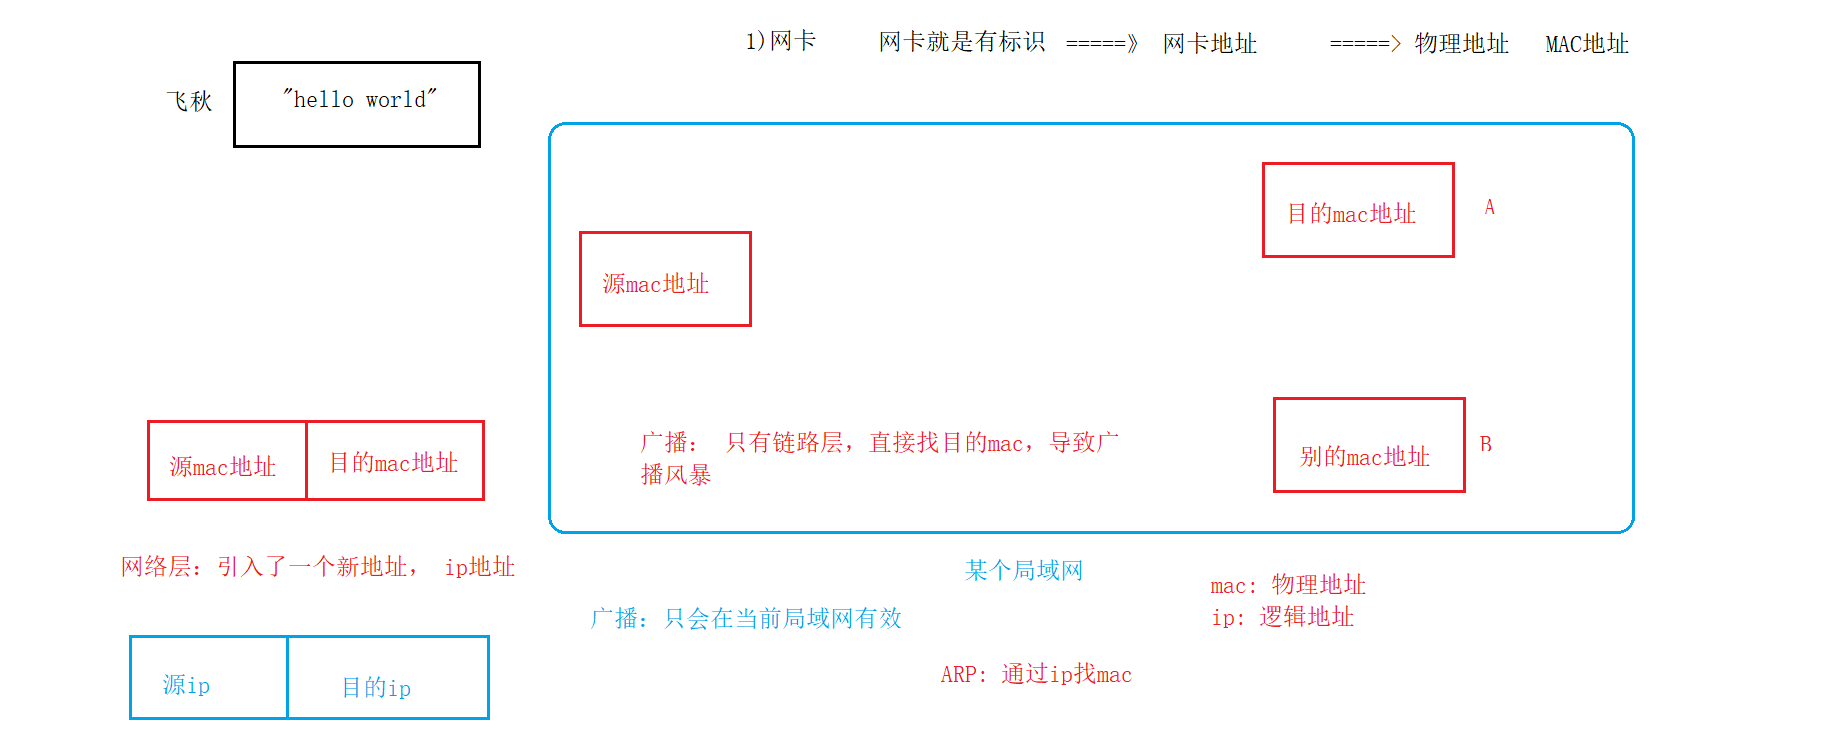 1)网卡 网卡就是有标识 =====》 网卡地址 =====> 物理地址 MAC地址
飞秋 "hello world"
目的mac地址 A
源mac地址
广播： 只有链路层，直接找目的mac，导致广
播风暴
别的mac地址 B
源mac地址 目的mac地址
网络层：引入了一个新地址， ip地址
某个局域网
mac: 物理地址
ip: 逻辑地址
广播：只会在当前局域网有效
ARP: 通过ip找mac
源ip 目的ip